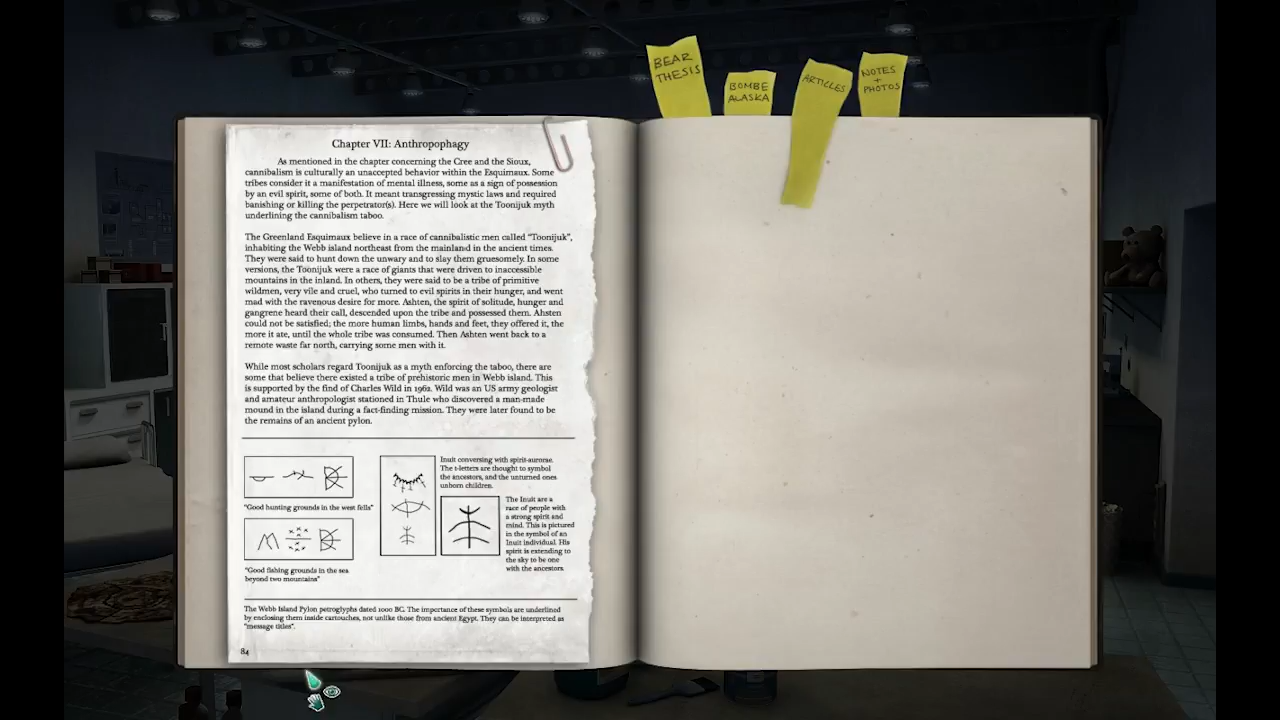 BEAR
THESIS
BOMBE
ALASKA
ARTICLES
NOTES
+
PHOTOS
Chapter VII: Anthropophagy
As mentioned in the chapter concerning the Cree and the Sioux,
cannibalism is culturally an unaccepted behavior within the Esquimaux. Some
tribes consider it a manifestation of mental illness, some as a sign of possession
by an evil spirit, some of both. It meant transgressing mystic laws and required
banishing or killing the perpetrator(s). Here we will look at the Toonijuk myth
underlining the cannibalism taboo.
The Greenland Esquimaux believe in a race of cannibalistic men called "Toonijuk",
inhabiting the Webb island northeast from the mainland in the ancient times.
They were said to hunt down the unwary and to slay them gruesomely. In some
versions, the Toonijuk were a race of giants that were driven to inaccessible
mountains in the inland. In others, they were said to be a tribe of primitive
wildmen, very vile and cruel, who turned to evil spirits in their hunger, and went
mad with the ravenous desire for more. Ashten, the spirit of solitude, hunger and
gangrene heard their call, descended upon the tribe and possessed them. Ahsten
could not be satisfied; the more human limbs, hands and feet, they offered it, the
more it ate, until the whole tribe was consumed. Then Ashten went back to a
remote waste far north, carrying some men with it.
While most scholars regard Toonijuk as a myth enforcing the taboo, there are
some that believe there existed a tribe of prehistoric men in Webb island. This
is supported by the find of Charles Wild in 1962. Wild was an US army geologist
and amateur anthropologist stationed in Thule who discovered a man-made
mound in the island during a fact-finding mission. They were later found to be
the remains of an ancient pylon.
"Good hunting grounds in the west fells"
"Good fishing grounds in the sea
beyond two mountains"
Inuit conversing with spirit-aurorae.
The t-letters are thought to symbol
the ancestors, and the unturned ones
unborn children.
The Inuit are a
race of people with
a strong spirit and
mind. This is pictured
in the symbol of an
Inuit individual. His
spirit is extending to
the sky to be one
with the ancestors
The Webb Island Pylon petroglyphs dated 1000 BC. The importance of these symbols are underlined
by enclosing them inside cartouches, not unlike those from ancient Egypt. They can be interpreted as
"message titles".
84